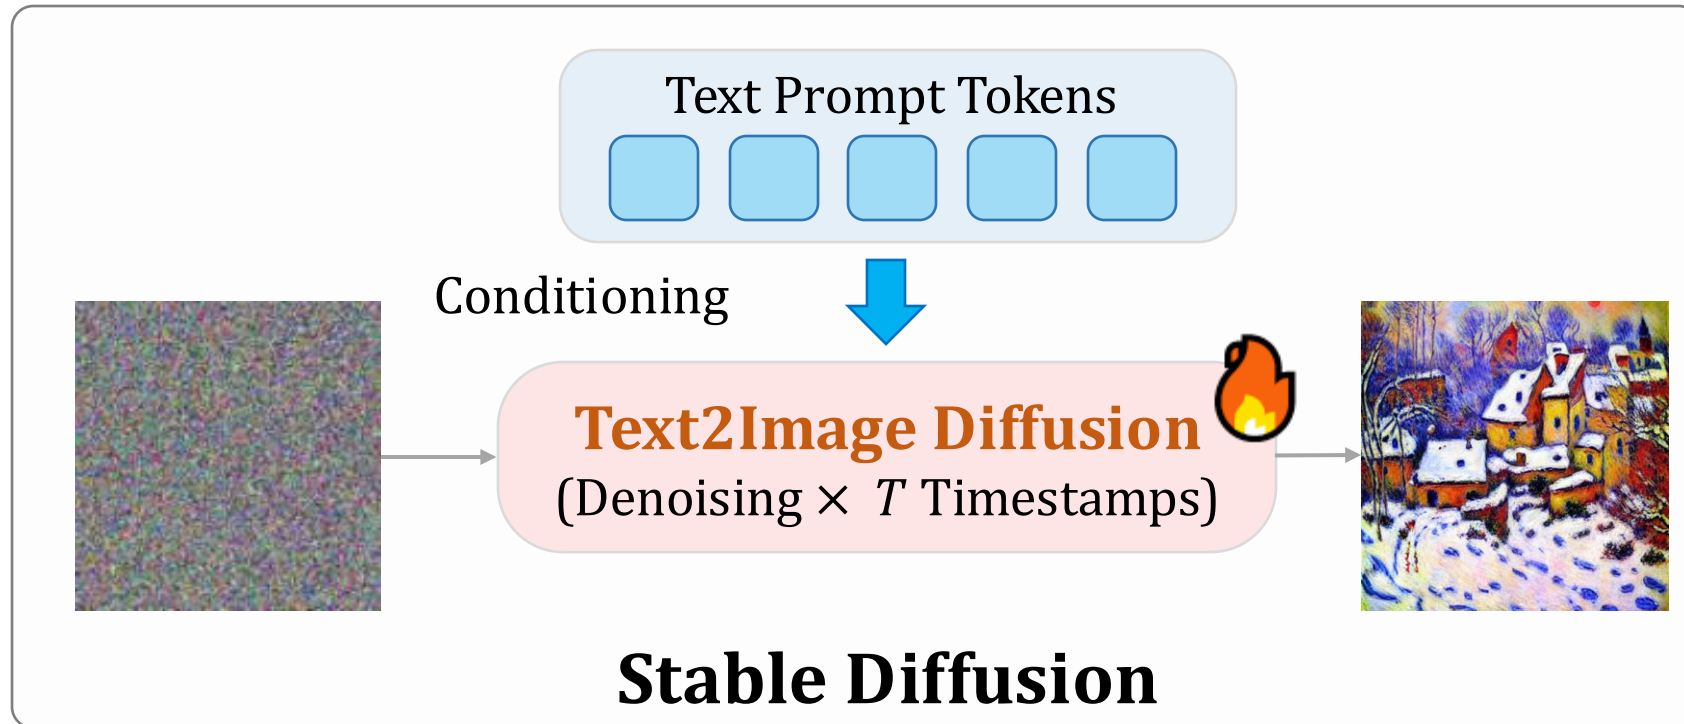 Text Prompt Tokens
Conditioning
Text2Image Diffusion
(Denoising × T Timestamps)
Stable Diffusion